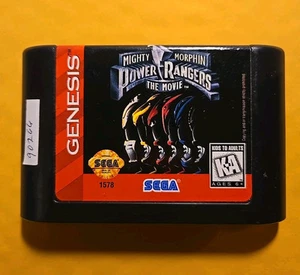 90266
GENESIS
MIGHTY MORPHIN
POWER RANGERS
THE MOVIE
SEGA
1578
SEGA
KIDS TO ADULTS
K-A
AGES 6+